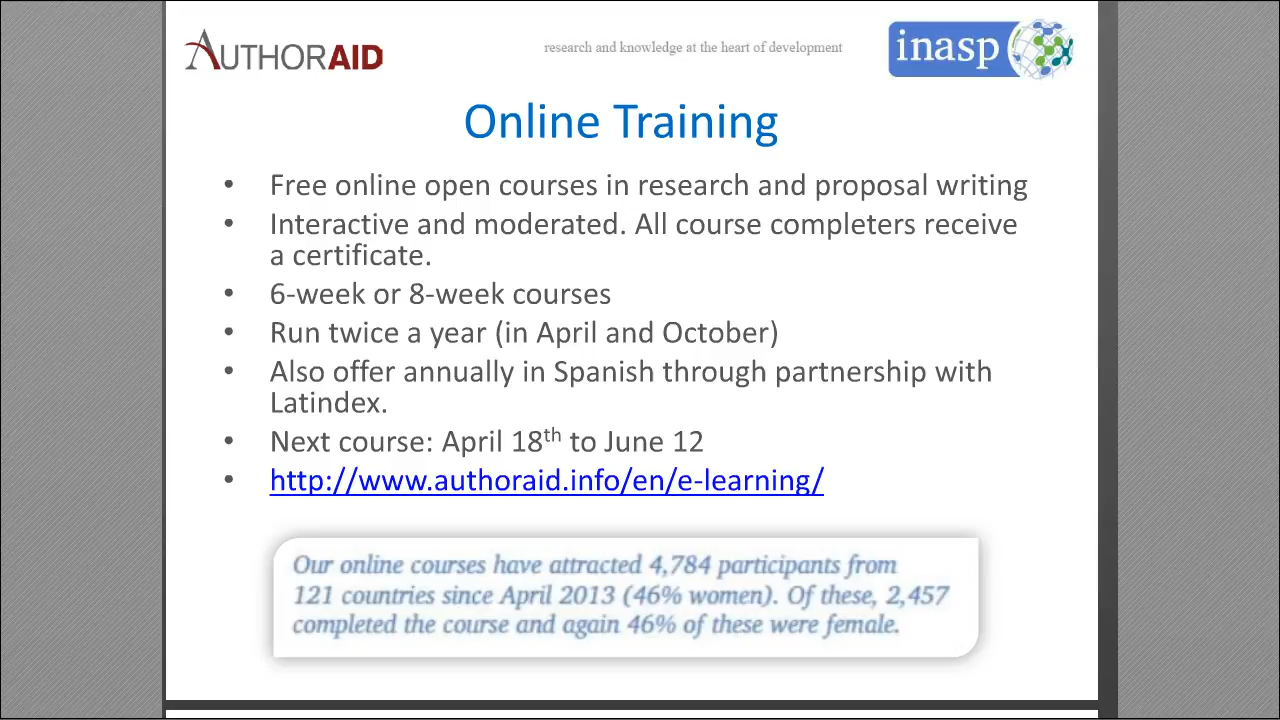 AUTHORAID
research and knowledge at the heart of development
inasp
Online Training
• Free online open courses in research and proposal writing
• Interactive and moderated. All course completers receive
a certificate.
• 6-week or 8-week courses
• Run twice a year (in April and October)
• Also offer annually in Spanish through partnership with
Latindex.
• Next course: April 18th to June 12
• http://www.authoraid.info/en/e-learning/
Our online courses have attracted 4,784 participants from
121 countries since April 2013 (46% women). Of these, 2,457
completed the course and again 46% of these were female.